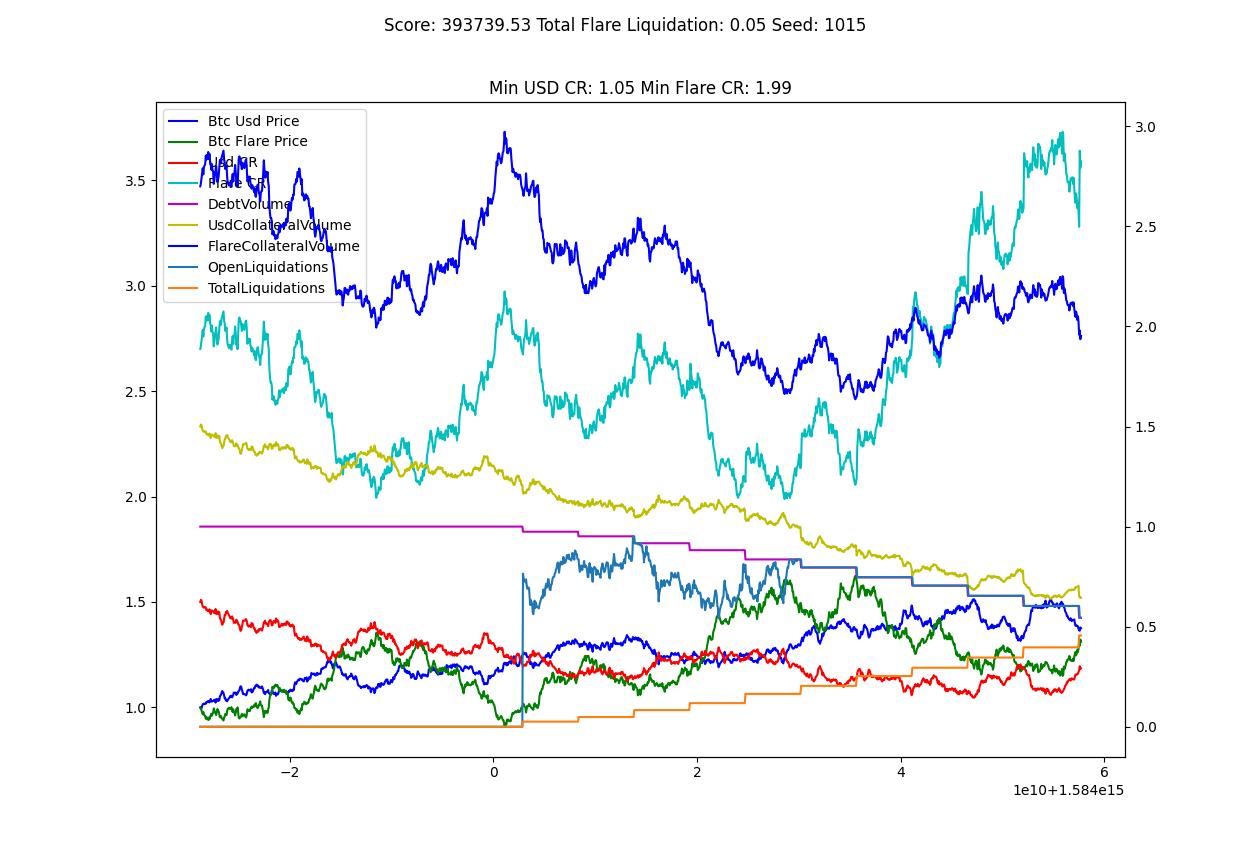 Score: 393739.53 Total Flare Liquidation: 0.05 Seed: 1015
Min USD CR: 1.05 Min Flare CR: 1.99
Btc Usd Price
Btc Flare Price
Usd CR
Flare CR
DebtVolume
UsdCollateralVolume
FlareCollateralVolume
OpenLiquidations
TotalLiquidations
3.5
3.0
2.5
2.0
1.5
1.0
3.0
2.5
2.0
1.5
1.0
0.5
0.0
−2
0
2
4
6
1e10+1.584e15